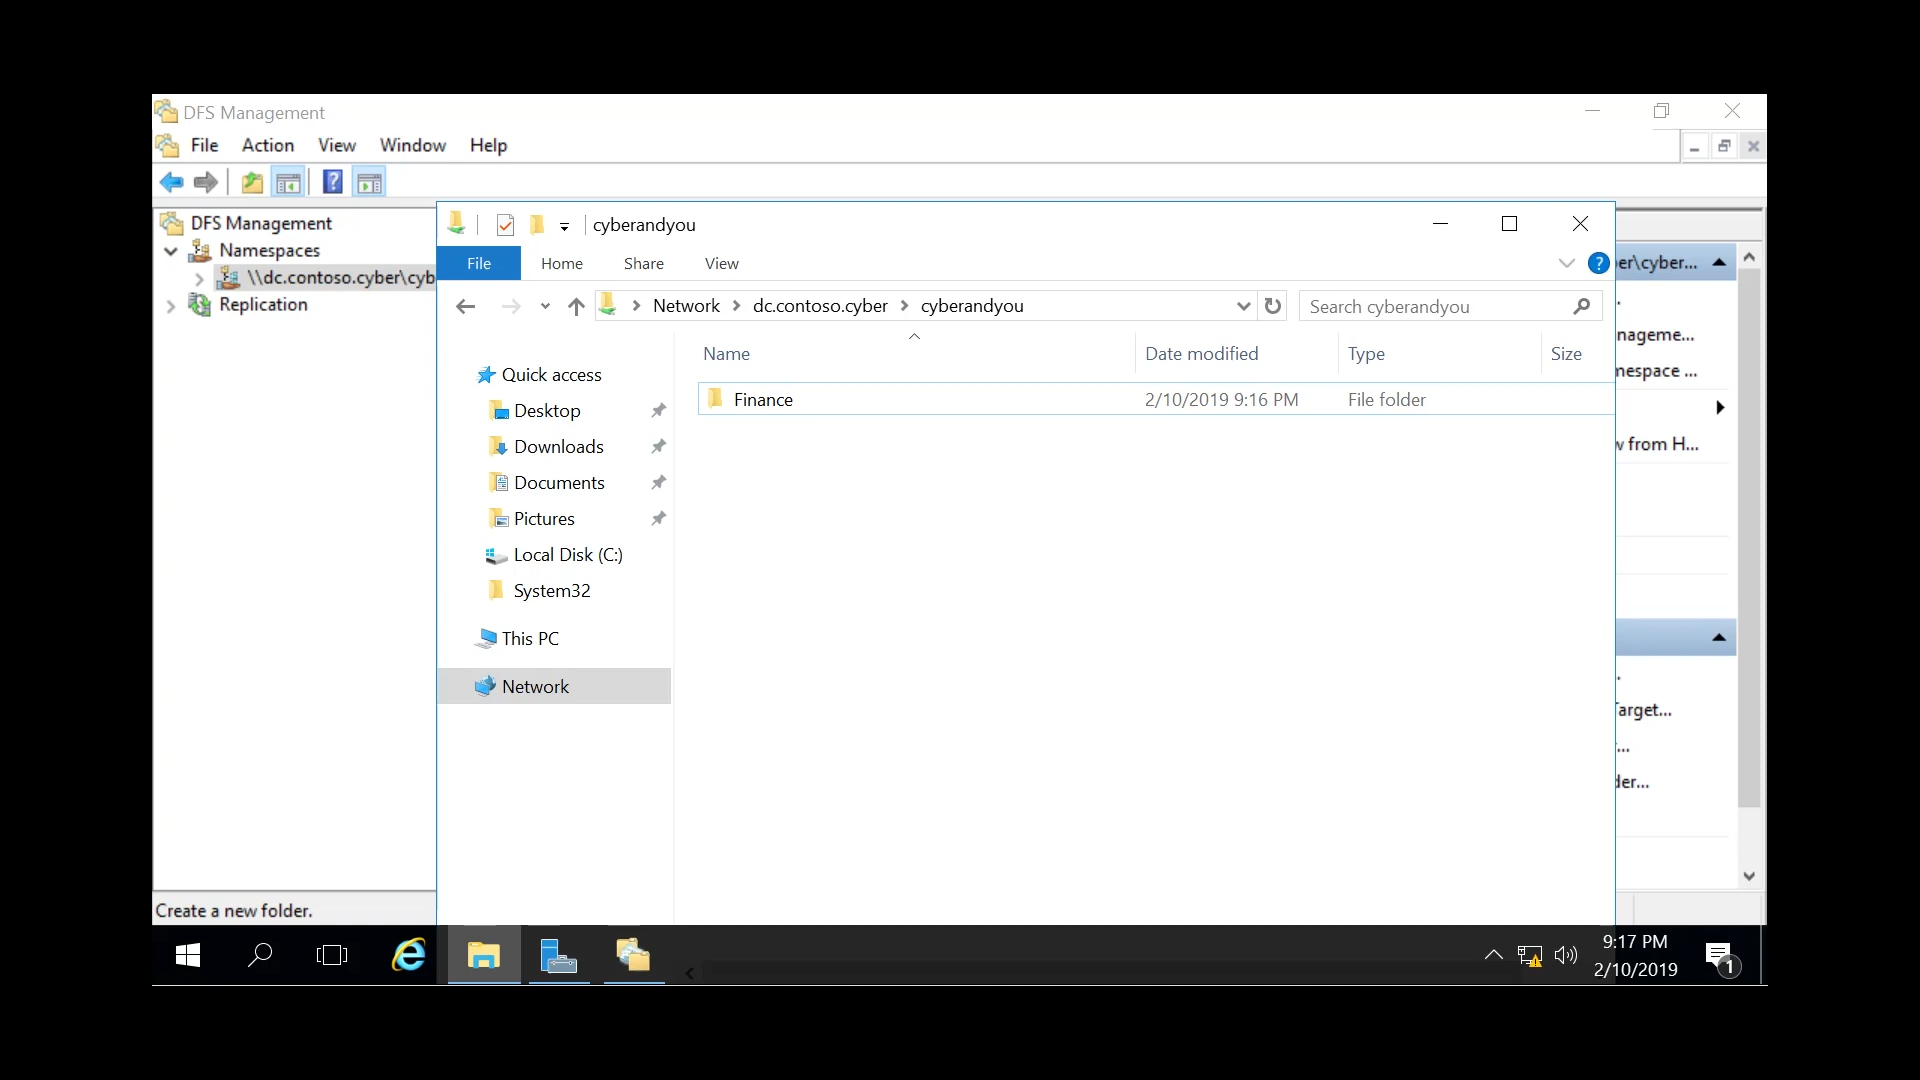 DFS Management
File Action View Window Help
DFS Management
Namespaces
\\dc.contoso.cyber\cyb
Replication
cyberandyou
File Home Share View
Network dc.contoso.cyber cyberandyou
Search cyberandyou
Name Date modified Type Size
Finance 2/10/2019 9:16 PM File folder
Quick access
Desktop
Downloads
Documents
Pictures
Local Disk (C:)
System32
This PC
Network
er\cyber...
nageme...
nespace ...
w from H...
Target...
...
der...
Create a new folder.
9:17 PM
2/10/2019
1